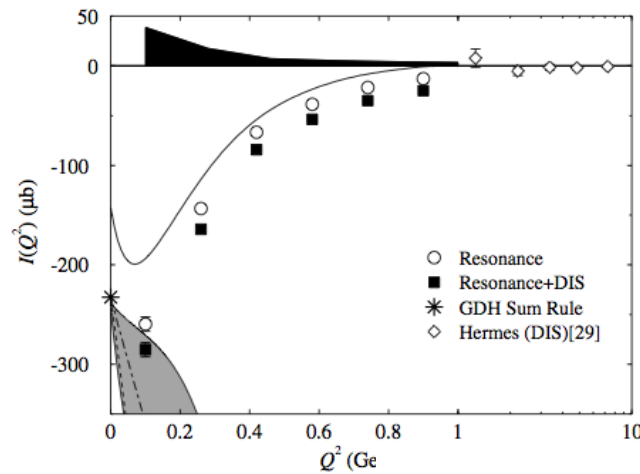 50
0
-100
-200
-300
I(Q²) (μb)
Resonance
Resonance+DIS
GDH Sum Rule
Hermes (DIS)[29]
0 0.2 0.4 0.6 0.8 1 10
Q² (Ge